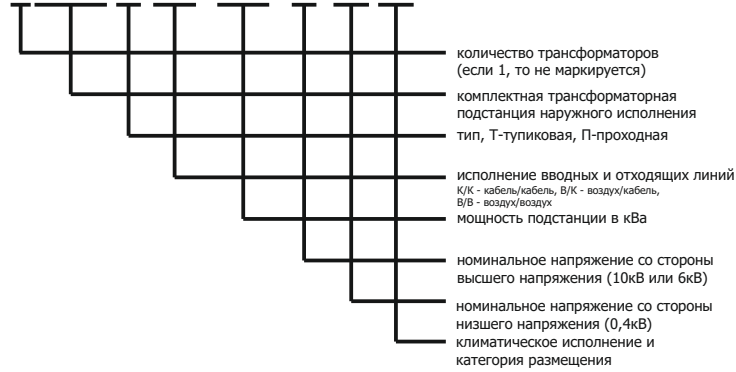 количество трансформаторов
(если 1, то не маркируется)
комплектная трансформаторная
подстанция наружного исполнения
тип, Т-тупиковая, П-проходная
исполнение вводных и отходящих линий
К/К - кабель/кабель, В/К - воздух/кабель,
В/В - воздух/воздух
мощность подстанции в кВа
номинальное напряжение со стороны
высшего напряжения (10кВ или 6кВ)
номинальное напряжение со стороны
низшего напряжения (0,4кВ)
климатическое исполнение и
категория размещения